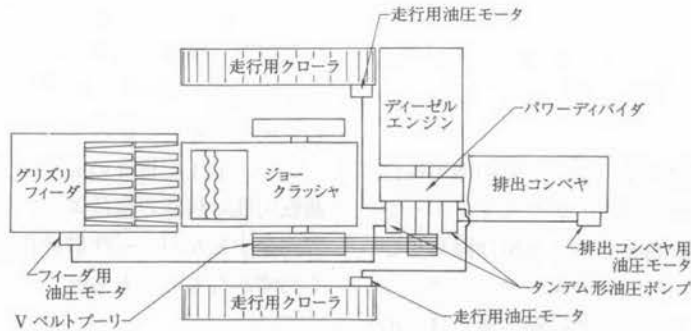 走行用油圧モータ
走行用クローラ
ディーゼル
エンジン
パワーディバイダ
グリズリ
フィーダ
ジョー
クラッシャ
排出コンベヤ
フィーダ用
油圧モータ
排出コンベヤ用
油圧モータ
タンデム形油圧ポンプ
Vベルトプーリ
走行用クローラ
走行用油圧モータ